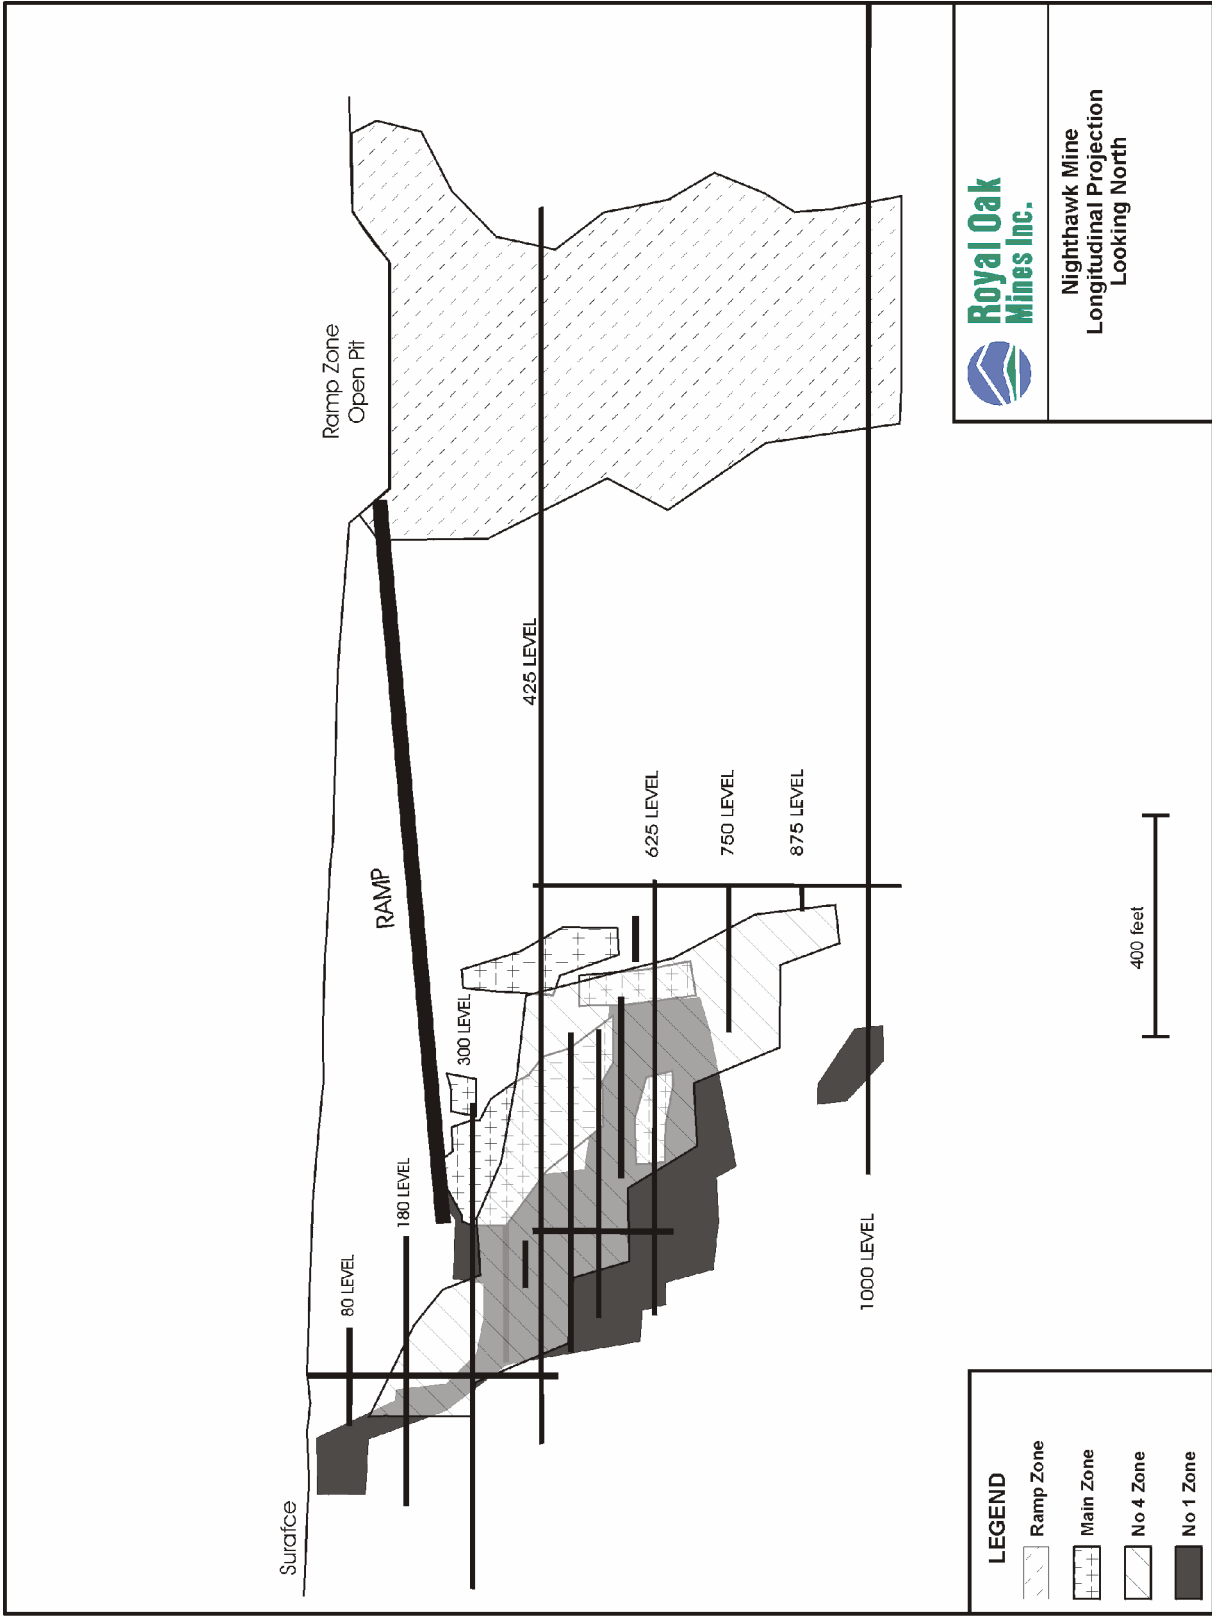 Surafce
80 LEVEL
180 LEVEL
300 LEVEL
RAMP
Ramp Zone
Open Pit
425 LEVEL
625 LEVEL
750 LEVEL
875 LEVEL
1000 LEVEL
400 feet
LEGEND
Ramp Zone
Main Zone
No 4 Zone
No 1 Zone
Royal Oak
Mines Inc.
Nighthawk Mine
Longitudinal Projection
Looking North